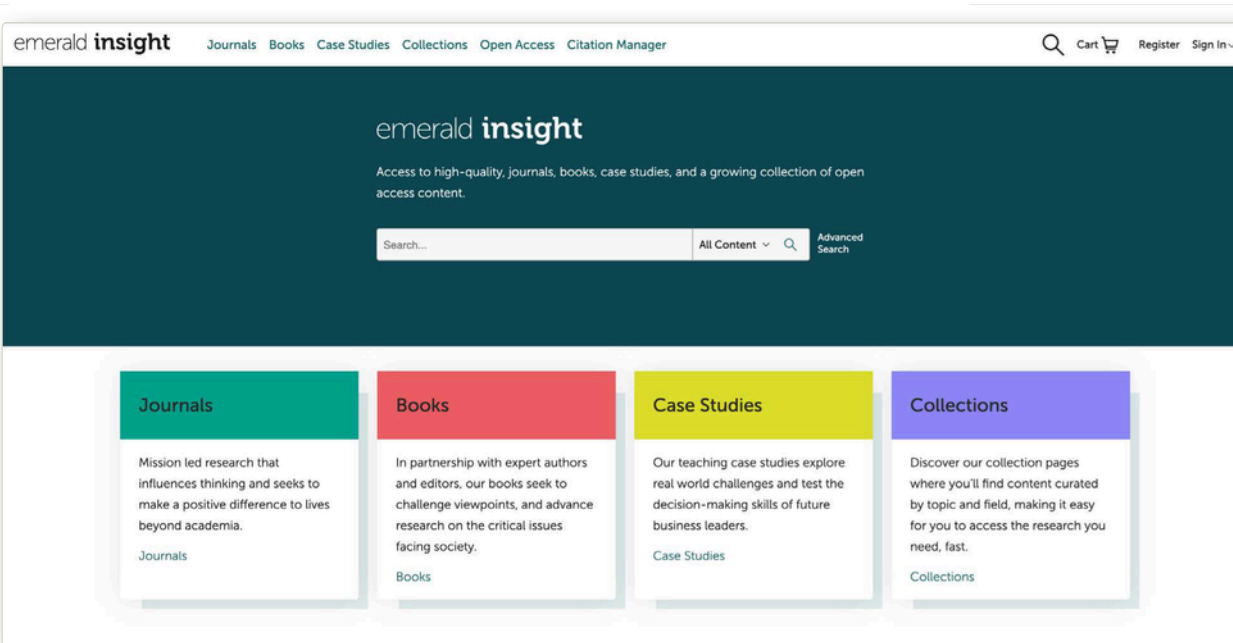 emerald insight Journals Books Case Studies Collections Open Access Citation Manager Cart Register Sign In
emerald insight
Access to high-quality, journals, books, case studies, and a growing collection of open
access content.
Search... All Content Advanced
Search
Journals
Mission led research that
influences thinking and seeks to
make a positive difference to lives
beyond academia.
Journals
Books
In partnership with expert authors
and editors, our books seek to
challenge viewpoints, and advance
research on the critical issues
facing society.
Books
Case Studies
Our teaching case studies explore
real world challenges and test the
decision-making skills of future
business leaders.
Case Studies
Collections
Discover our collection pages
where you'll find content curated
by topic and field, making it easy
for you to access the research you
need, fast.
Collections